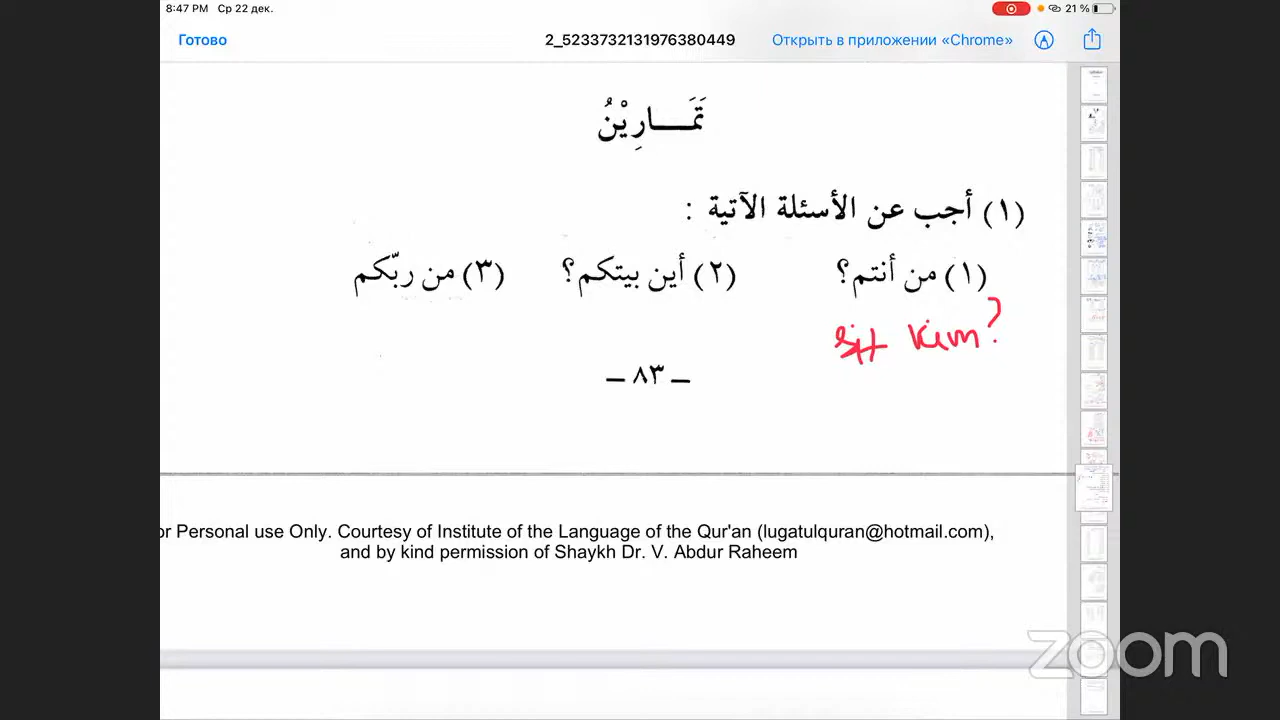 8:47 PM Ср 22 дек. 21 %
Готово 2_5233732131976380449 Открыть в приложении «Chrome»
تَمَـــارِيْنُ
(١) أجب عن الأسئلة الآتية :
(١) من أنتم؟ (٢) أين بيتكم؟ (٣) من ربّكم
kim?
– ٨٣ –
or Personal use Only. Courtesy of Institute of the Language of the Qur'an (lugatulquran@hotmail.com),
and by kind permission of Shaykh Dr. V. Abdur Raheem
zoom